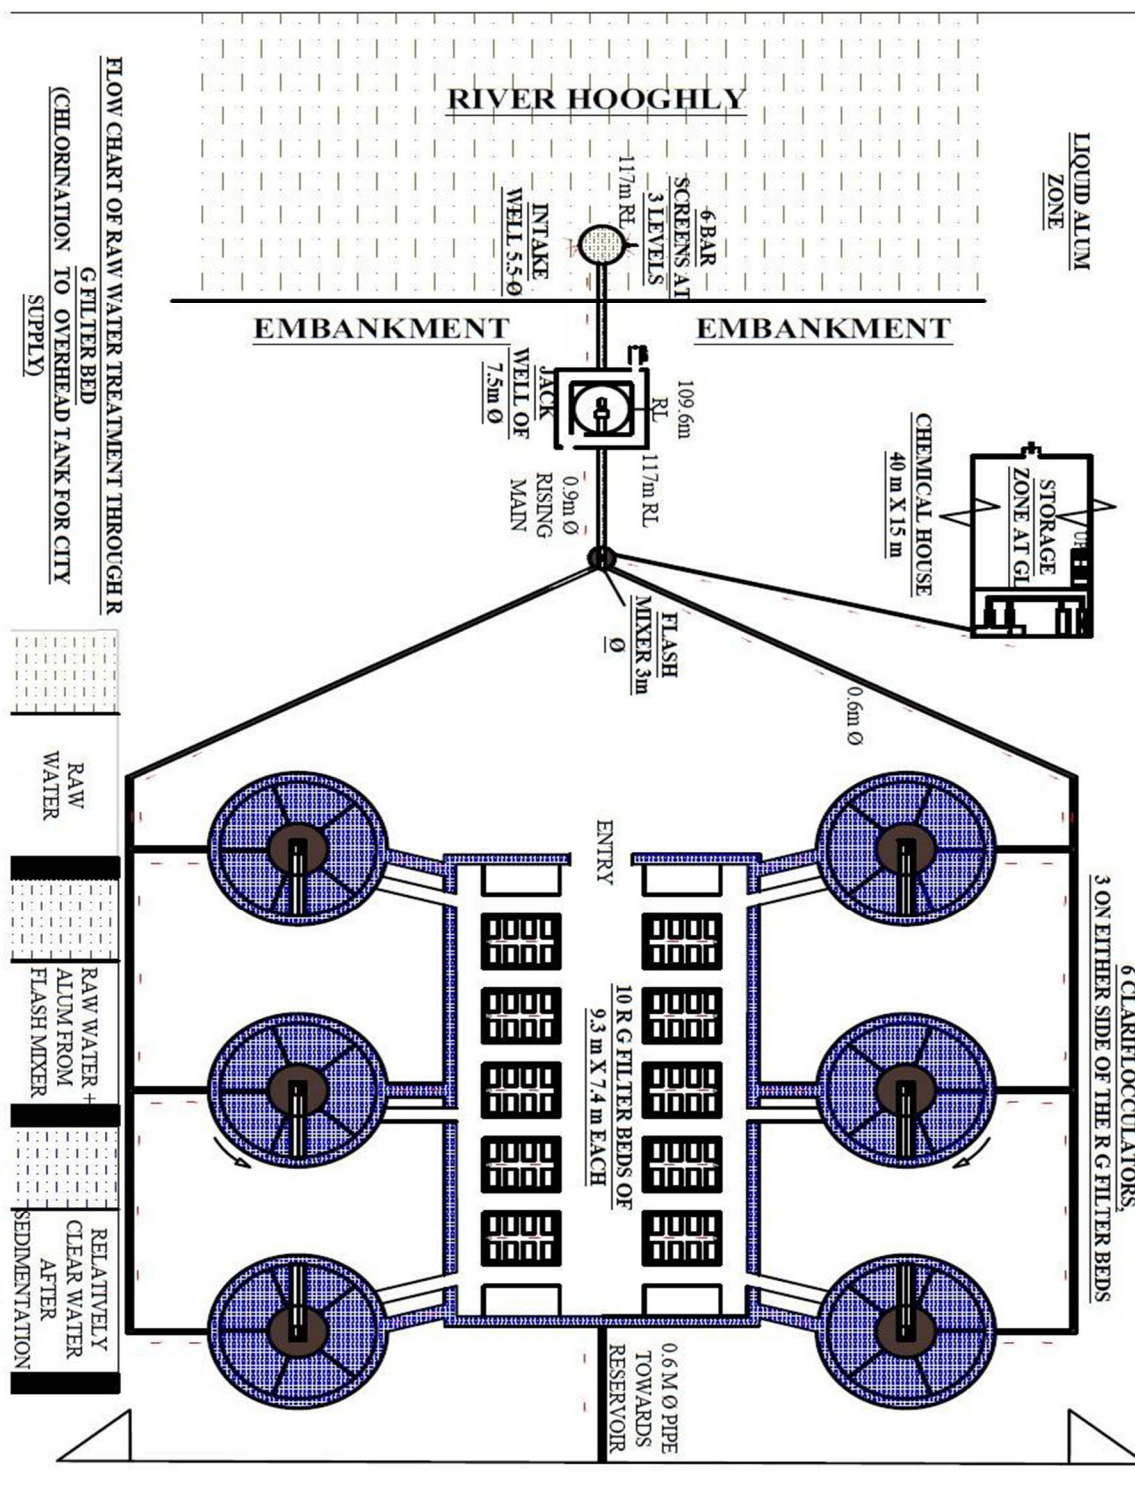 RIVER HOOGHLY
LIQUID ALUM
ZONE
6 BAR
SCREENS AT
3 LEVELS
117m RL
INTAKE
WELL 5.5 Ø
EMBANKMENT
EMBANKMENT
JACK
WELL OF
7.5m Ø
109.6m
RL
117m RL
0.9m Ø
RISING
MAIN
CHEMICAL HOUSE
40 m X 15 m
STORAGE
ZONE AT GL
UP
FLASH
MIXER 3m
Ø
0.6m Ø
6 CLARIFLOCCULATORS,
3 ON EITHER SIDE OF THE R G FILTER BEDS
ENTRY
10 R G FILTER BEDS OF
9.3 m X 7.4 m EACH
0.6 M Ø PIPE
TOWARDS
RESERVOIR
FLOW CHART OF RAW WATER TREATMENT THROUGH R
G FILTER BED
(CHLORINATION TO OVERHEAD TANK FOR CITY
SUPPLY)
RAW
WATER
RAW WATER +
ALUM FROM
FLASH MIXER
RELATIVELY
CLEAR WATER
AFTER
SEDIMENTATION